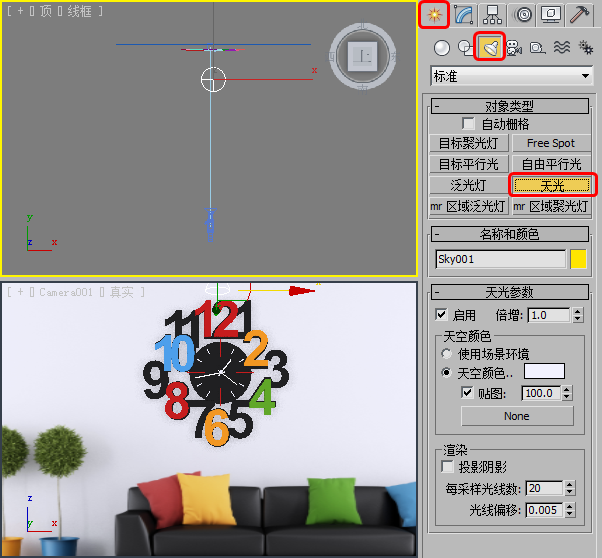 [ + [] 顶 [] 线框 ]
x
上
y
z
x
标准
对象类型
自动栅格
目标聚光灯
Free Spot
目标平行光
自由平行光
泛光灯
天光
mr 区域泛光灯
mr 区域聚光灯
名称和颜色
Sky001
天光参数
启用 倍增: 1.0
天空颜色
使用场景环境
天空颜色..
贴图: 100.0
None
渲染
投影阴影
每采样光线数: 20
光线偏移: 0.005
[ + [] Camera001 [] 真实 ]
12
11
1
10
2
9
3
8
4
7
5
6
z
y
x